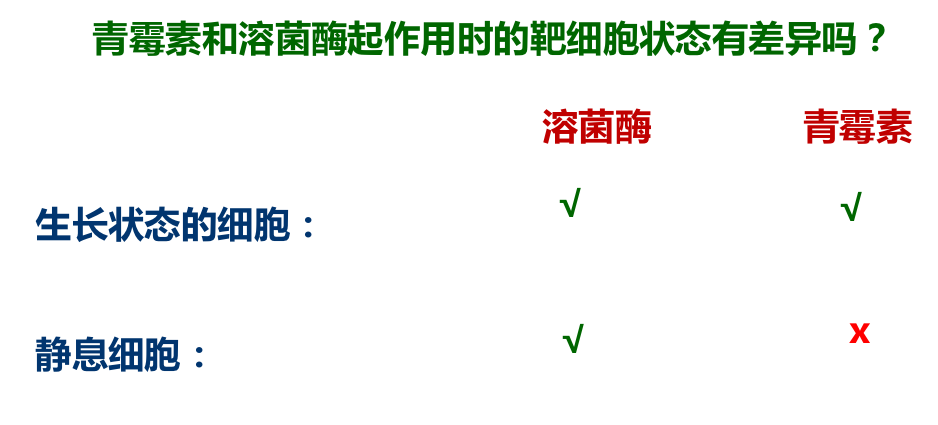 青霉素和溶菌酶起作用时的靶细胞状态有差异吗？
溶菌酶 青霉素
生长状态的细胞： √ √
静息细胞： √ x